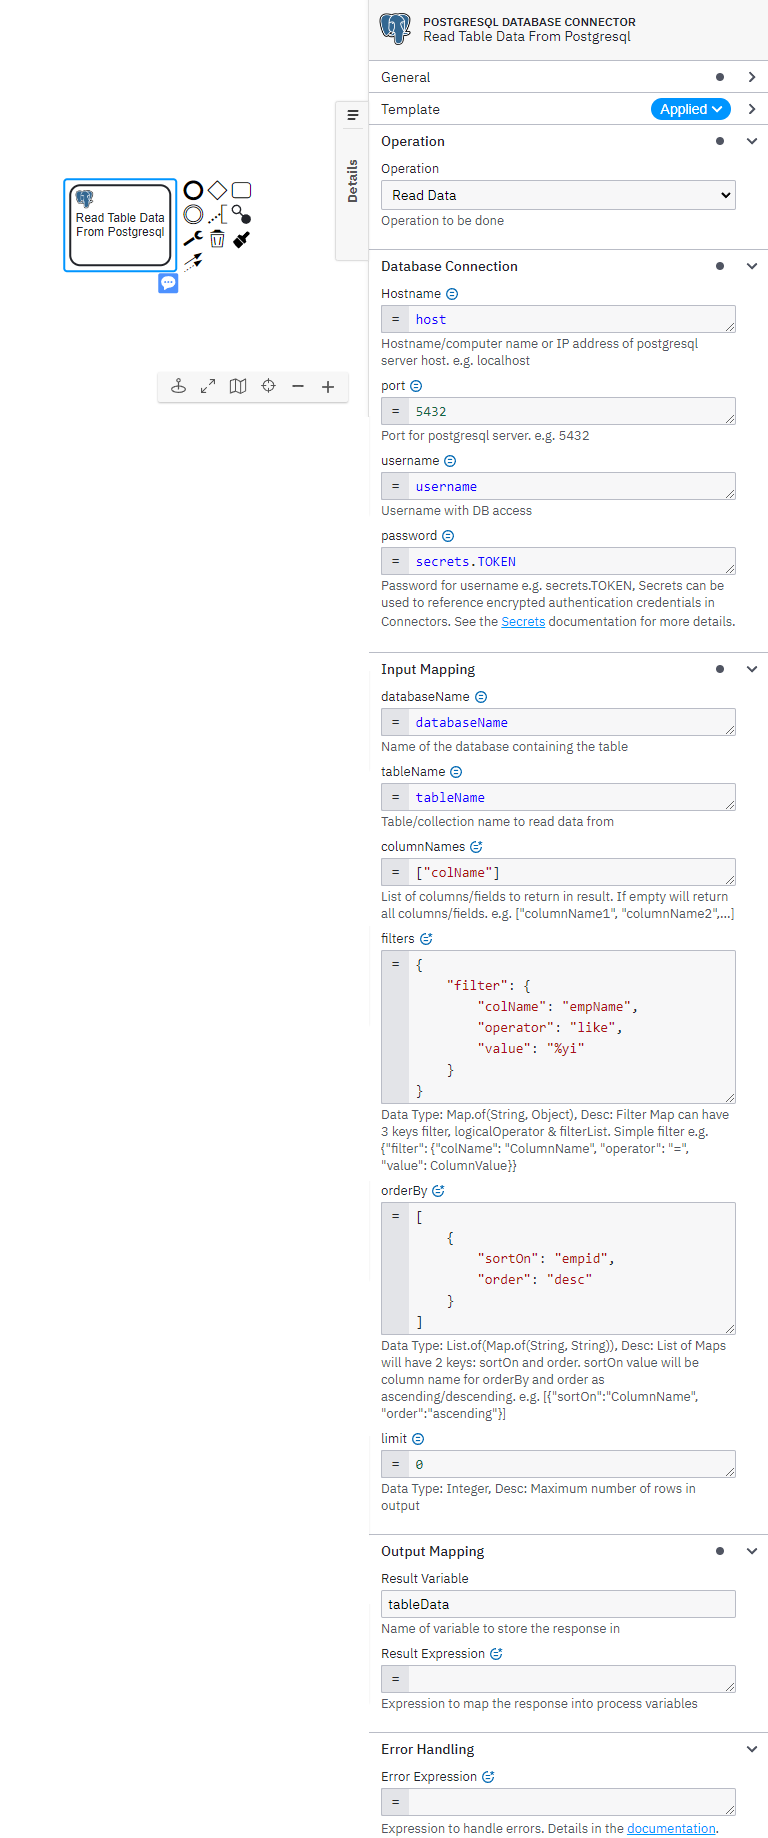 POSTGRESQL DATABASE CONNECTOR
Read Table Data From Postgresql
General
Template
Applied
Details
Read Table Data
From Postgresql
Operation
Operation
Read Data
Operation to be done
Database Connection
Hostname
= host
Hostname/computer name or IP address of postgresql
server host. e.g. localhost
port
= 5432
Port for postgresql server. e.g. 5432
username
= username
Username with DB access
password
= secrets.TOKEN
Password for username e.g. secrets.TOKEN, Secrets can be
used to reference encrypted authentication credentials in
Connectors. See the Secrets documentation for more details.
Input Mapping
databaseName
= databaseName
Name of the database containing the table
tableName
= tableName
Table/collection name to read data from
columnNames
= ["colName"]
List of columns/fields to return in result. If empty will return
all columns/fields. e.g. ["columnName1", "columnName2",...]
filters
= {
"filter": {
"colName": "empName",
"operator": "like",
"value": "%yi"
}
}
Data Type: Map.of(String, Object), Desc: Filter Map can have
3 keys filter, logicalOperator & filterList. Simple filter e.g.
{"filter": {"colName": "ColumnName", "operator": "=",
"value": ColumnValue}}
orderBy
= [
{
"sortOn": "empid",
"order": "desc"
}
]
Data Type: List.of(Map.of(String, String)), Desc: List of Maps
will have 2 keys: sortOn and order. sortOn value will be
column name for orderBy and order as
ascending/descending. e.g. [{"sortOn":"ColumnName",
"order":"ascending"}]
limit
= 0
Data Type: Integer, Desc: Maximum number of rows in
output
Output Mapping
Result Variable
tableData
Name of variable to store the response in
Result Expression
=
Expression to map the response into process variables
Error Handling
Error Expression
=
Expression to handle errors. Details in the documentation.